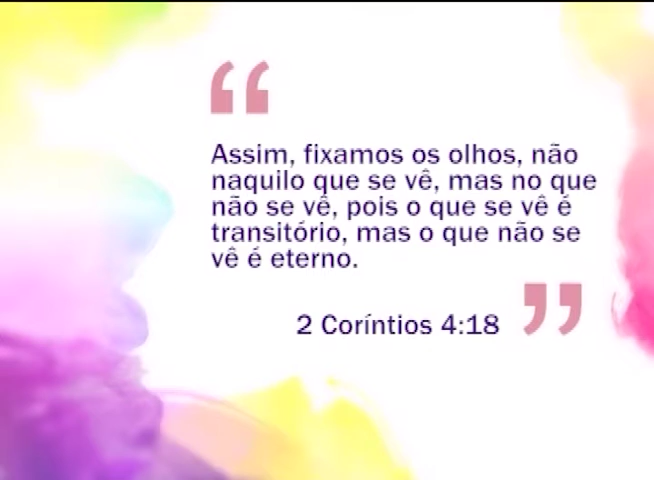 “
Assim, fixamos os olhos, não
naquilo que se vê, mas no que
não se vê, pois o que se vê é
transitório, mas o que não se
vê é eterno.
”
2 Coríntios 4:18